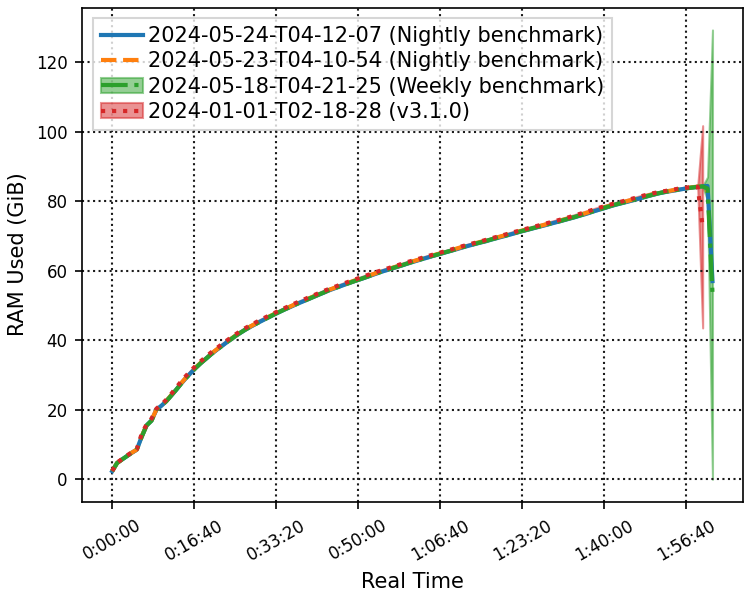 2024-05-24-T04-12-07 (Nightly benchmark)
2024-05-23-T04-10-54 (Nightly benchmark)
2024-05-18-T04-21-25 (Weekly benchmark)
2024-01-01-T02-18-28 (v3.1.0)
RAM Used (GiB)
120
100
80
60
40
20
0
0:00:00
0:16:40
0:33:20
0:50:00
1:06:40
1:23:20
1:40:00
1:56:40
Real Time